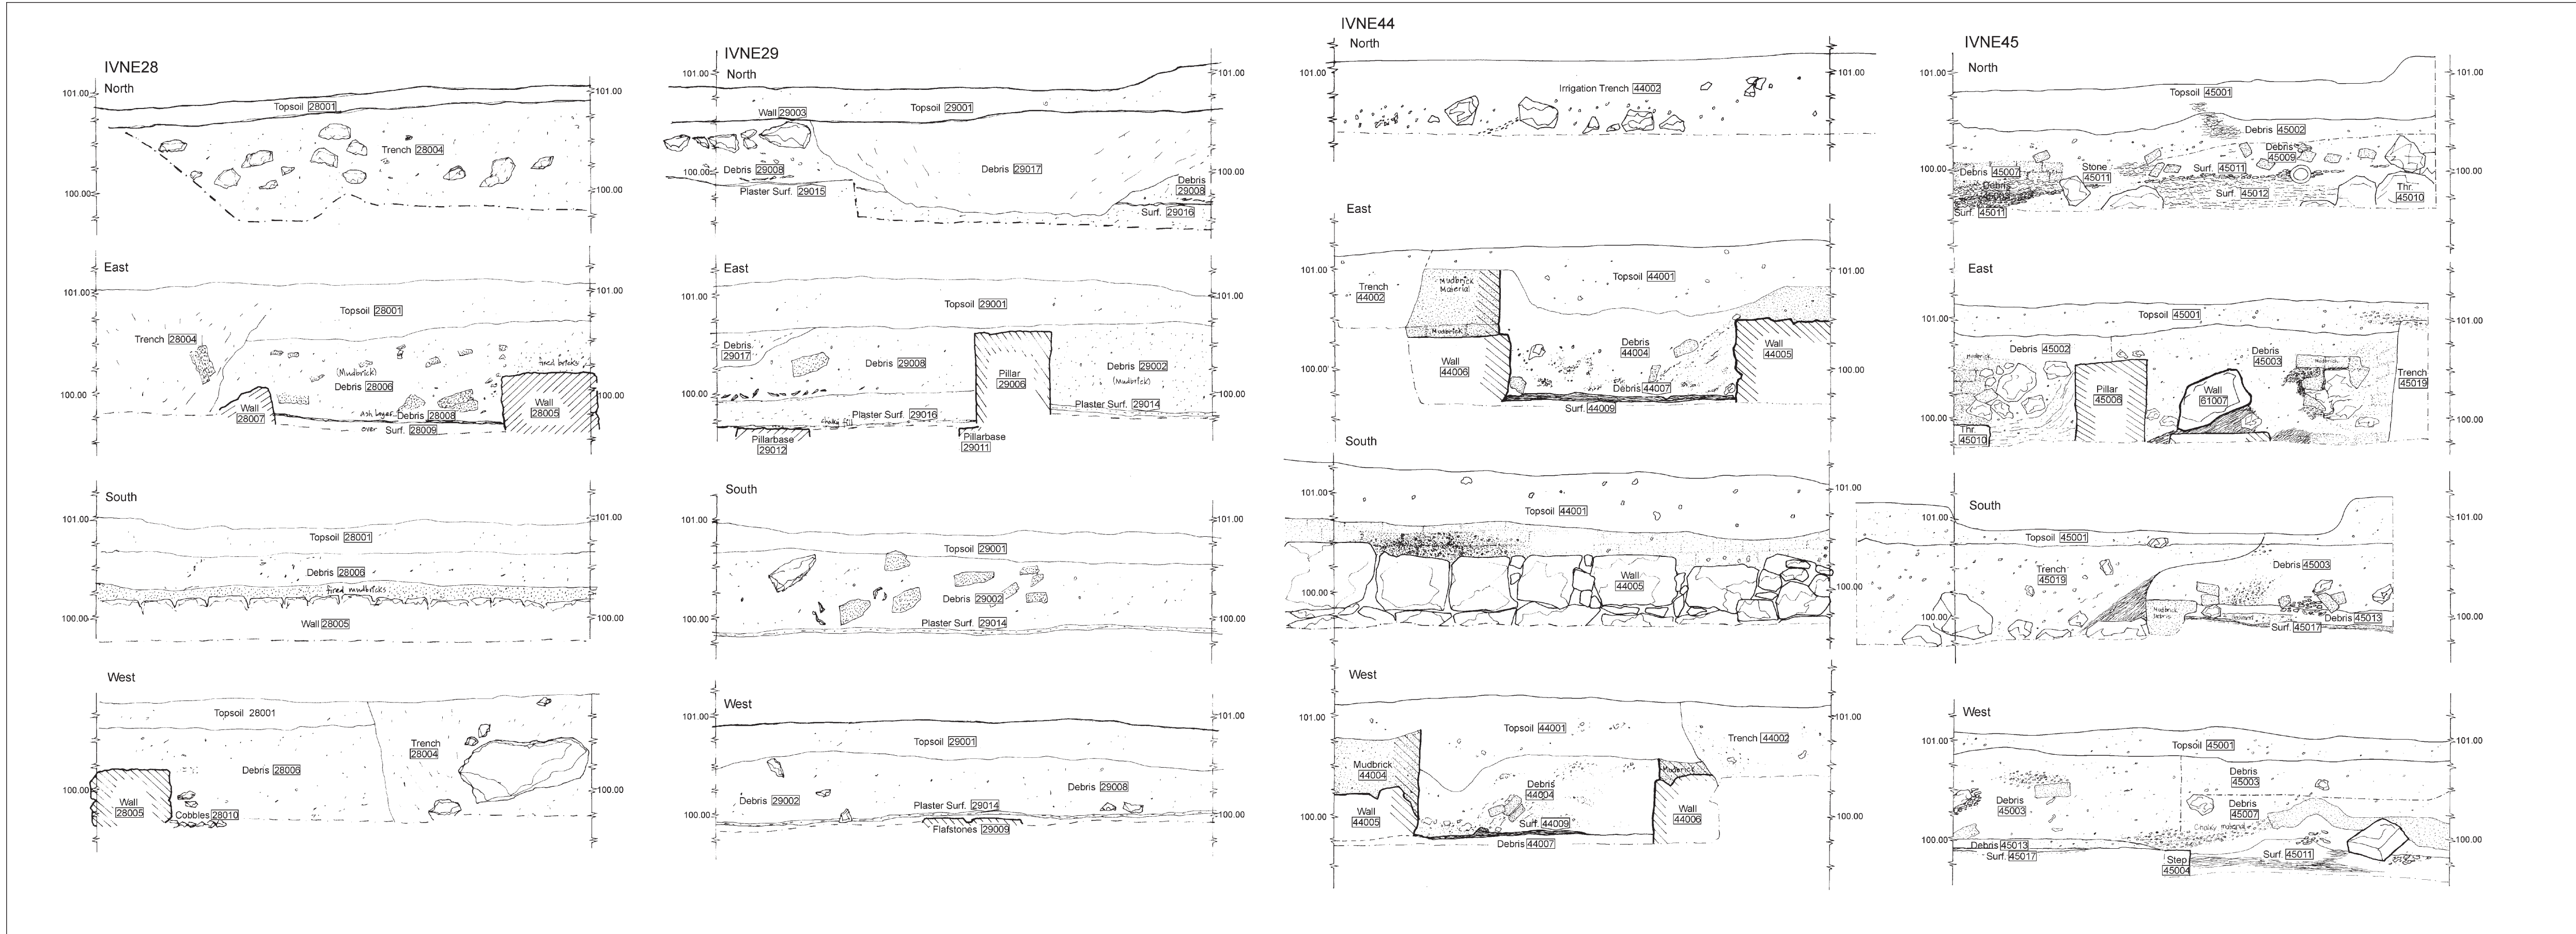 IVNE28
North
101.00
101.00
Topsoil 28001
Trench 28004
100.00
100.00
East
101.00
101.00
Topsoil 28001
Trench 28004
fired bricks
(Mudbrick)
Debris 28006
100.00
100.00
Wall
28007
Ash layer
Debris 28008
over
Surf. 28009
Wall
28005
South
101.00
101.00
Topsoil 28001
Debris 28006
fired mudbricks
100.00
100.00
Wall 28005
West
Topsoil 28001
Trench
28004
Debris 28006
100.00
100.00
Wall
28005
Cobbles 28010
IVNE29
101.00
North
101.00
Wall 29003
Topsoil 29001
Debris 29008
Debris 29017
100.00
100.00
Plaster Surf. 29015
Debris
29008
Surf. 29016
East
101.00
101.00
Topsoil 29001
Debris
29017
Debris 29008
Pillar
29006
Debris 29002
(Mudbrick)
100.00
100.00
Plaster Surf. 29016
Plaster Surf. 29014
Pillarbase
29012
Pillarbase
29011
South
101.00
101.00
Topsoil 29001
Debris 29002
100.00
100.00
Plaster Surf. 29014
West
101.00
101.00
Topsoil 29001
Debris 29002
Debris 29008
Plaster Surf. 29014
100.00
100.00
Flafstones 29009
IVNE44
North
101.00
101.00
Irrigation Trench 44002
East
101.00
101.00
Trench
44002
Mudbrick
Material
Topsoil 44001
Mudbrick
Wall
44006
Debris
44004
Wall
44005
100.00
100.00
Debris 44007
Surf. 44009
South
101.00
101.00
Topsoil 44001
Wall
44005
100.00
100.00
West
101.00
101.00
Topsoil 44001
Trench 44002
Mudbrick
44004
Mudbrick
Debris
44004
Wall
44005
Wall
44006
100.00
100.00
Surf. 44009
Debris 44007
IVNE45
North
101.00
101.00
Topsoil 45001
Debris 45002
Debris
45009
Debris 45007
Stone
45011
Surf. 45011
100.00
100.00
Debris
Surf. 45012
Thr.
45010
Surf. 45011
East
101.00
101.00
Topsoil 45001
Debris 45002
Debris
45003
Mudbrick
Mudbrick
Pillar
45006
Wall
61007
Trench
45019
100.00
100.00
Thr.
45010
South
101.00
101.00
Topsoil 45001
Trench
45019
Debris 45003
Mudbrick
Debris
100.00
100.00
Debris 45013
Surf. 45017
West
101.00
101.00
Topsoil 45001
Debris
45003
Debris
45003
Debris
45007
Chalky material
100.00
100.00
Debris 45013
Surf. 45017
Step
45004
Surf. 45011